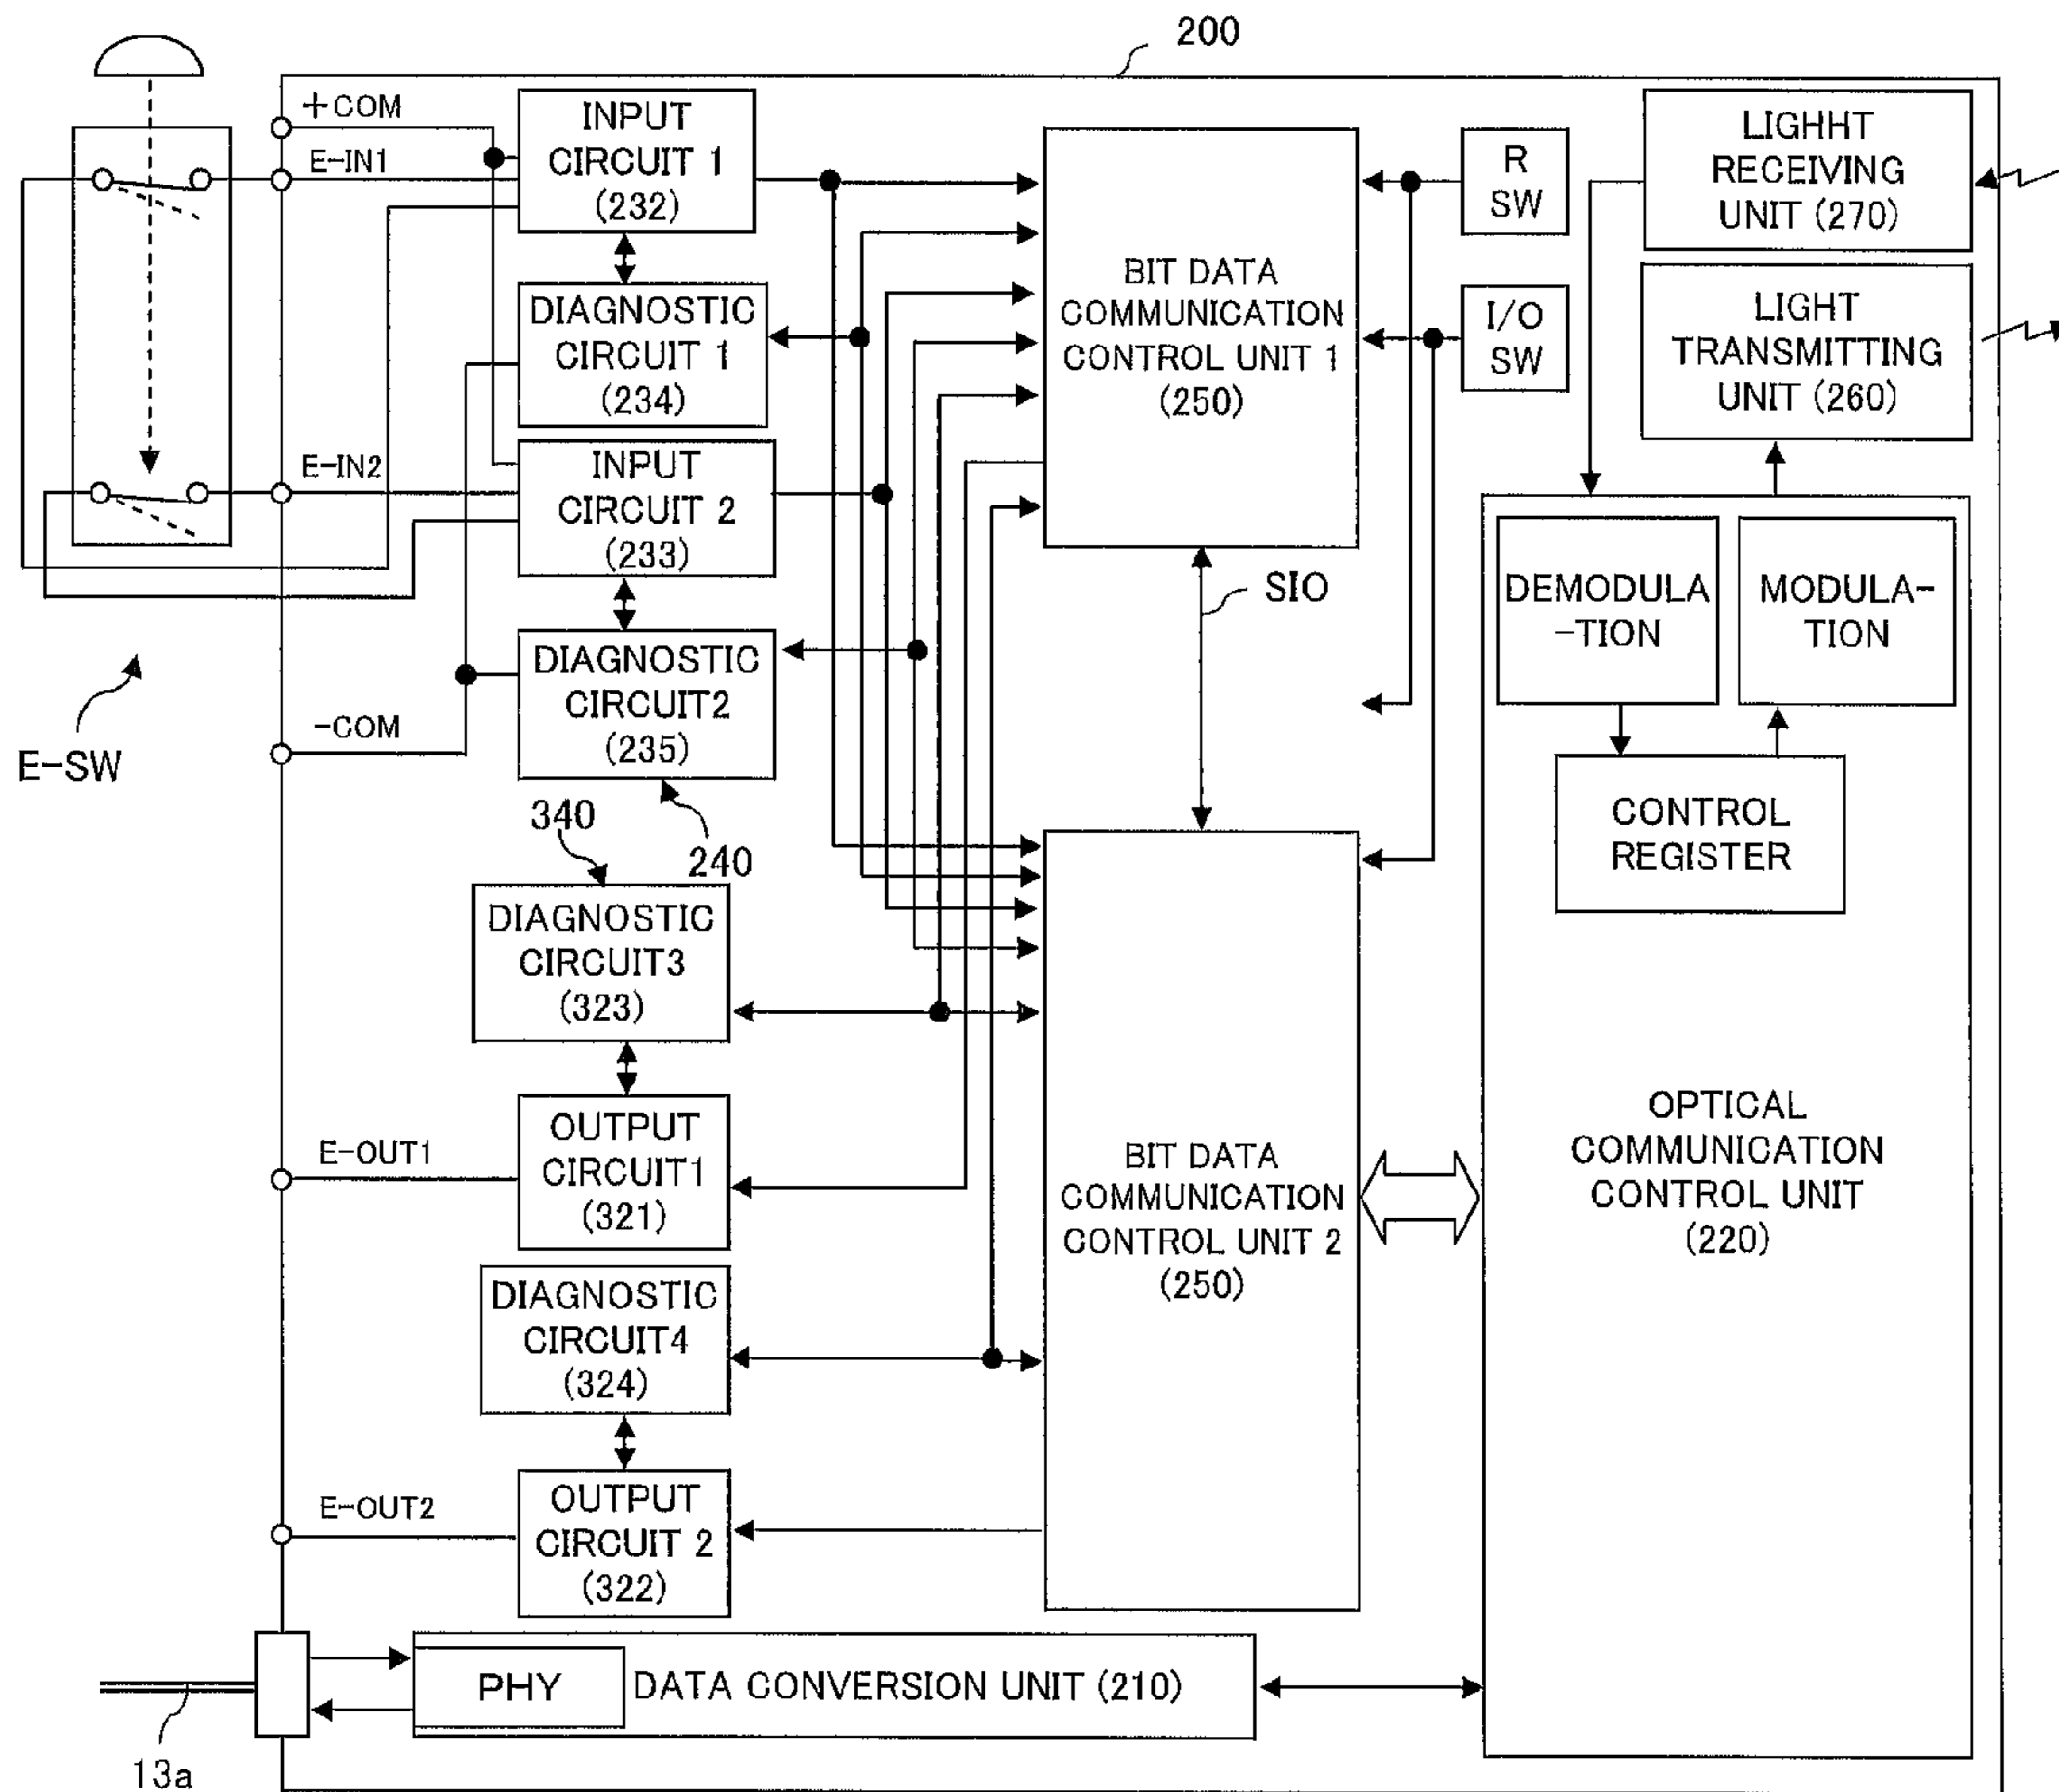 200
+COM
E-IN1
E-IN2
-COM
E-SW
INPUT
CIRCUIT 1
(232)
DIAGNOSTIC
CIRCUIT 1
(234)
INPUT
CIRCUIT 2
(233)
DIAGNOSTIC
CIRCUIT2
(235)
240
340
DIAGNOSTIC
CIRCUIT3
(323)
OUTPUT
CIRCUIT1
(321)
E-OUT1
DIAGNOSTIC
CIRCUIT4
(324)
OUTPUT
CIRCUIT 2
(322)
E-OUT2
BIT DATA
COMMUNICATION
CONTROL UNIT 1
(250)
SIO
BIT DATA
COMMUNICATION
CONTROL UNIT 2
(250)
R
SW
I/O
SW
LIGHHT
RECEIVING
UNIT (270)
LIGHT
TRANSMITTING
UNIT (260)
DEMODULA
-TION
MODULA-
TION
CONTROL
REGISTER
OPTICAL
COMMUNICATION
CONTROL UNIT
(220)
PHY
DATA CONVERSION UNIT (210)
13a